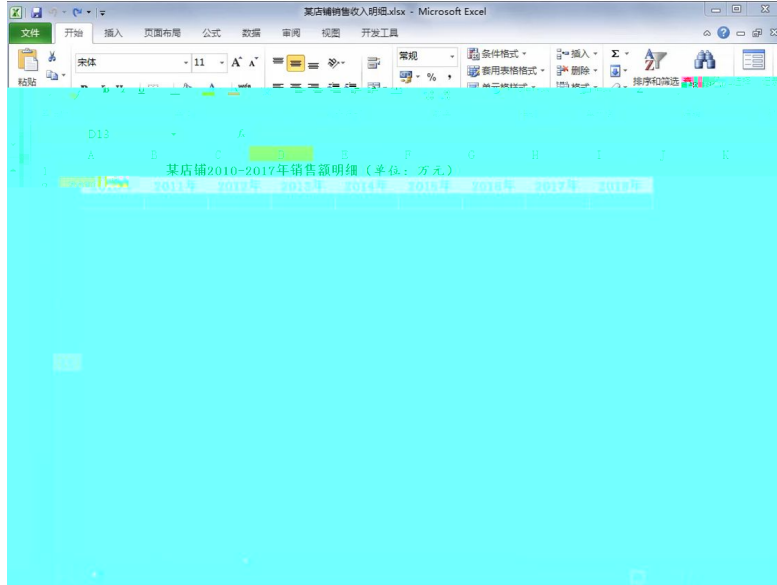 某店铺销售收入明细.xlsx - Microsoft Excel
文件 开始 插入 页面布局 公式 数据 审阅 视图 开发工具
宋体 11 A A 常规 条件格式 插入 Σ
粘贴 % , 套用表格格式 删除 排序和筛选
D13
A B C D E F G H I J K
某店铺2010-2017年销售额明细（单位：万元）
2011年 2012年 2013年 2014年 2015年 2016年 2017年 2018年